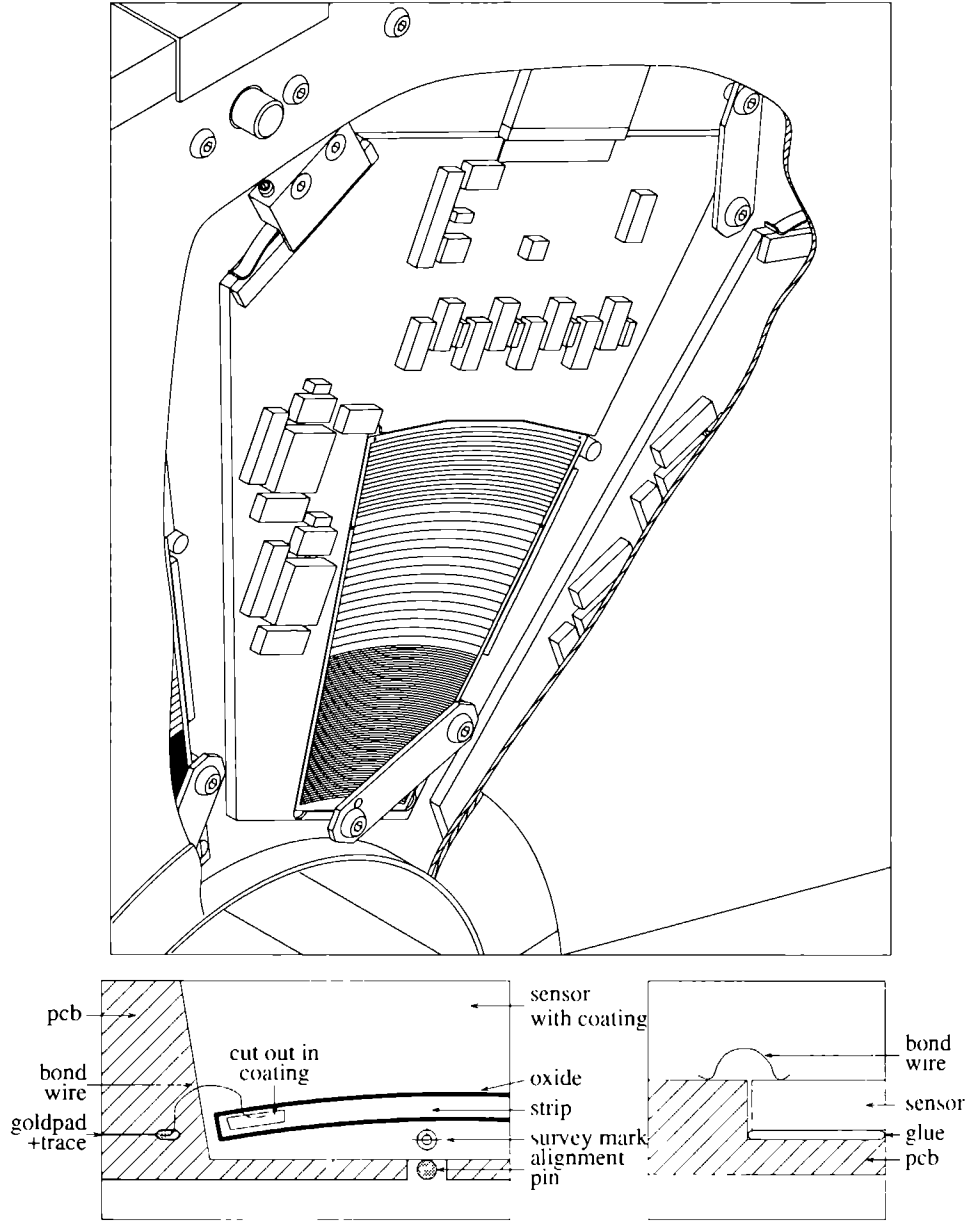 pcb
bond
wire
goldpad
+trace
cut out in
coating
sensor
with coating
oxide
strip
survey mark
alignment
pin
bond
wire
sensor
glue
pcb